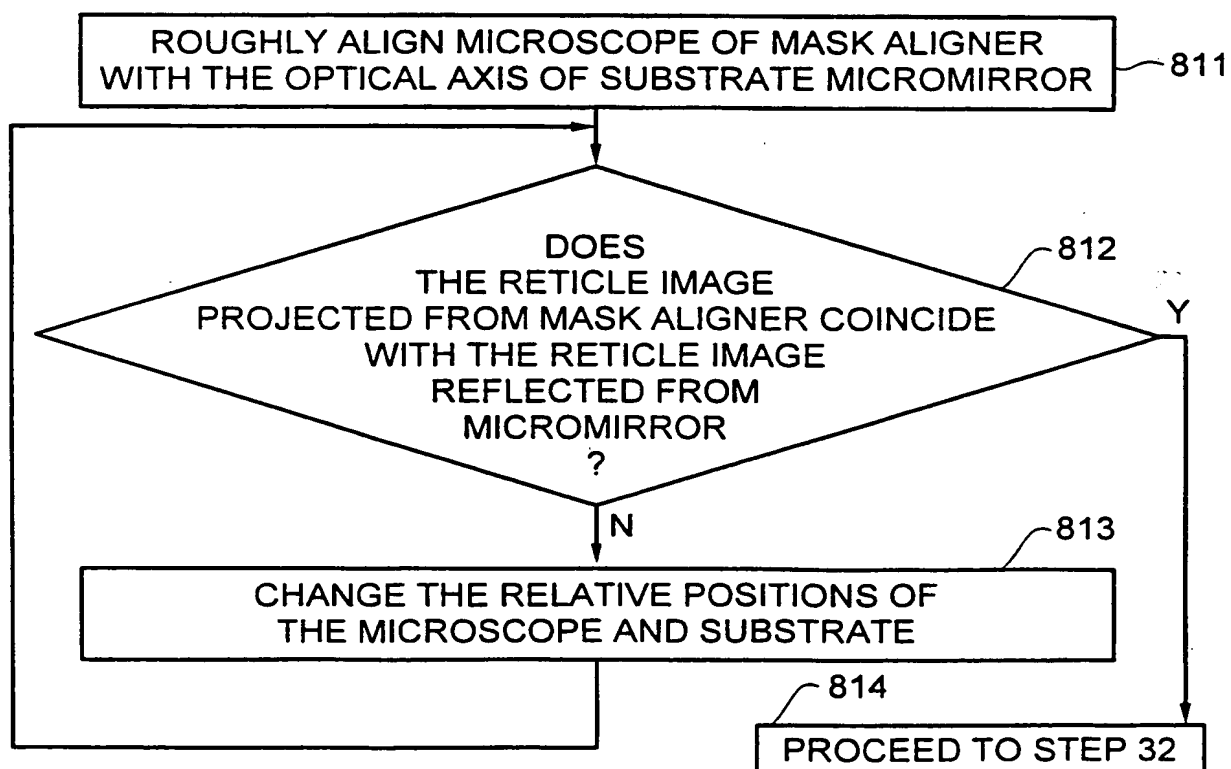 ROUGHLY ALIGN MICROSCOPE OF MASK ALIGNER
WITH THE OPTICAL AXIS OF SUBSTRATE MICROMIRROR
811
DOES
THE RETICLE IMAGE
PROJECTED FROM MASK ALIGNER COINCIDE
WITH THE RETICLE IMAGE
REFLECTED FROM
MICROMIRROR
?
812
Y
N
813
CHANGE THE RELATIVE POSITIONS OF
THE MICROSCOPE AND SUBSTRATE
814
PROCEED TO STEP 32